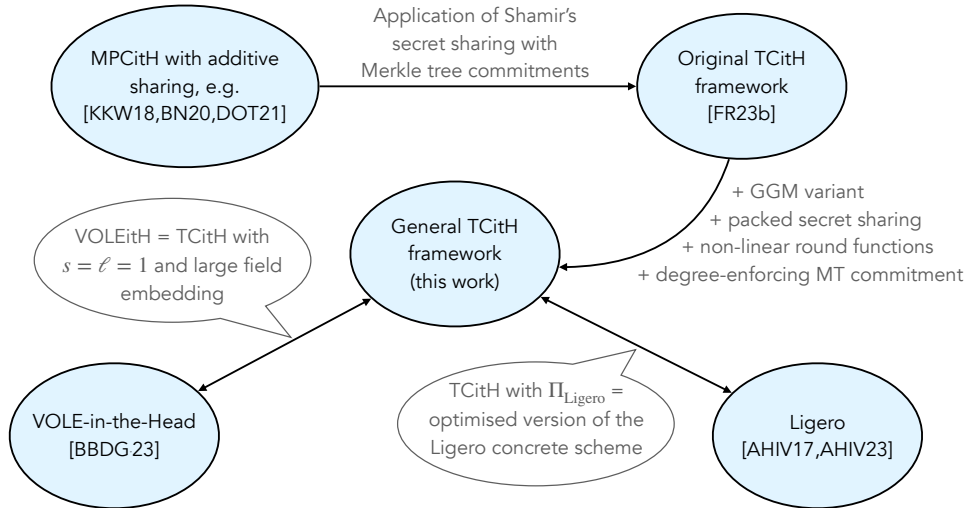 MPCitH with additive
sharing, e.g.
[KKW18,BN20,DOT21]
Application of Shamir's
secret sharing with
Merkle tree commitments
Original TCitH
framework
[FR23b]
+ GGM variant
+ packed secret sharing
+ non-linear round functions
+ degree-enforcing MT commitment
General TCitH
framework
(this work)
VOLEitH = TCitH with
s = ℓ = 1 and large field
embedding
VOLE-in-the-Head
[BBDG·23]
TCitH with Π_Ligero =
optimised version of the
Ligero concrete scheme
Ligero
[AHIV17,AHIV23]